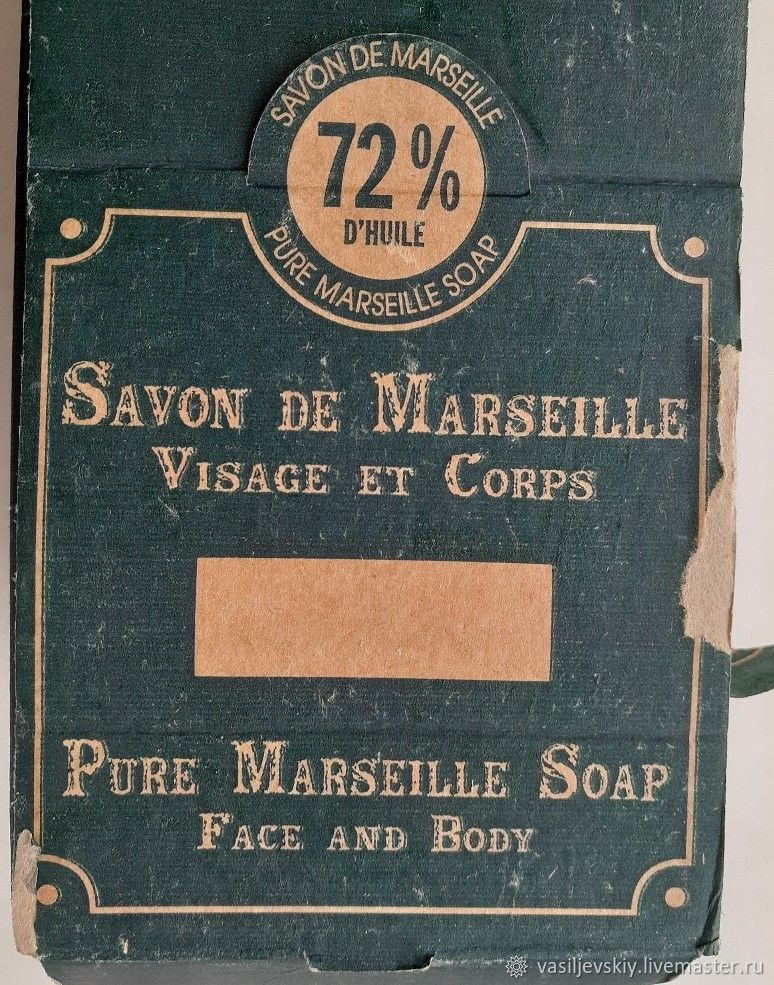 SAVON DE MARSEILLE
72%
D'HUILE
PURE MARSEILLE SOAP
SAVON DE MARSEILLE
VISAGE ET CORPS
PURE MARSEILLE SOAP
FACE AND BODY
vasiljevskiy.livemaster.ru